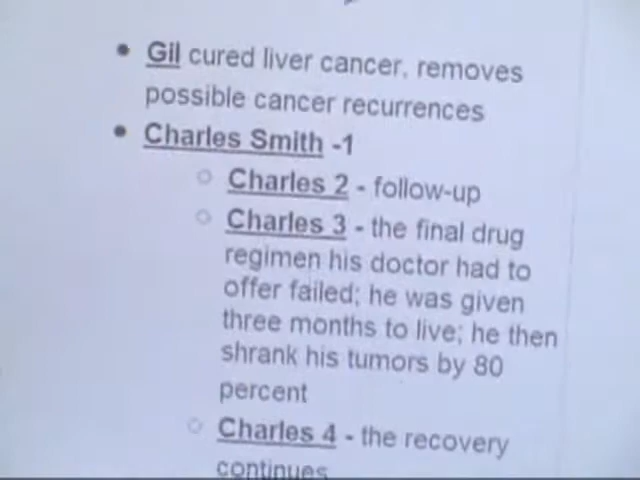 • Gil cured liver cancer, removes
possible cancer recurrences
• Charles Smith -1
○ Charles 2 - follow-up
○ Charles 3 - the final drug
regimen his doctor had to
offer failed; he was given
three months to live; he then
shrank his tumors by 80
percent
○ Charles 4 - the recovery
continues